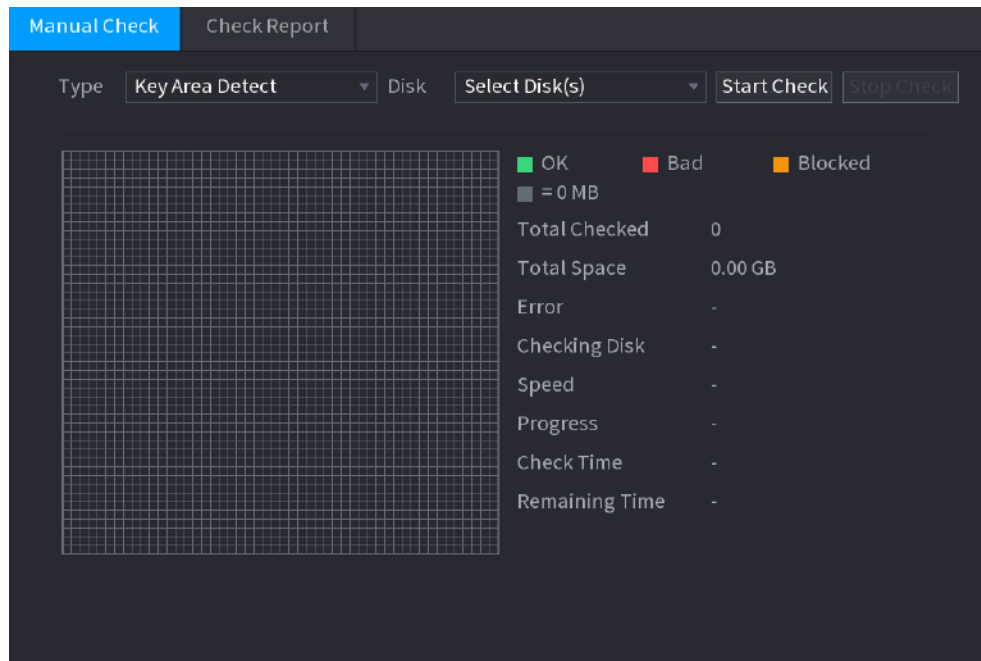 Manual Check Check Report
Type Key Area Detect Disk Select Disk(s) Start Check Stop Check
OK Bad Blocked
= 0 MB
Total Checked 0
Total Space 0.00 GB
Error -
Checking Disk -
Speed -
Progress -
Check Time -
Remaining Time -